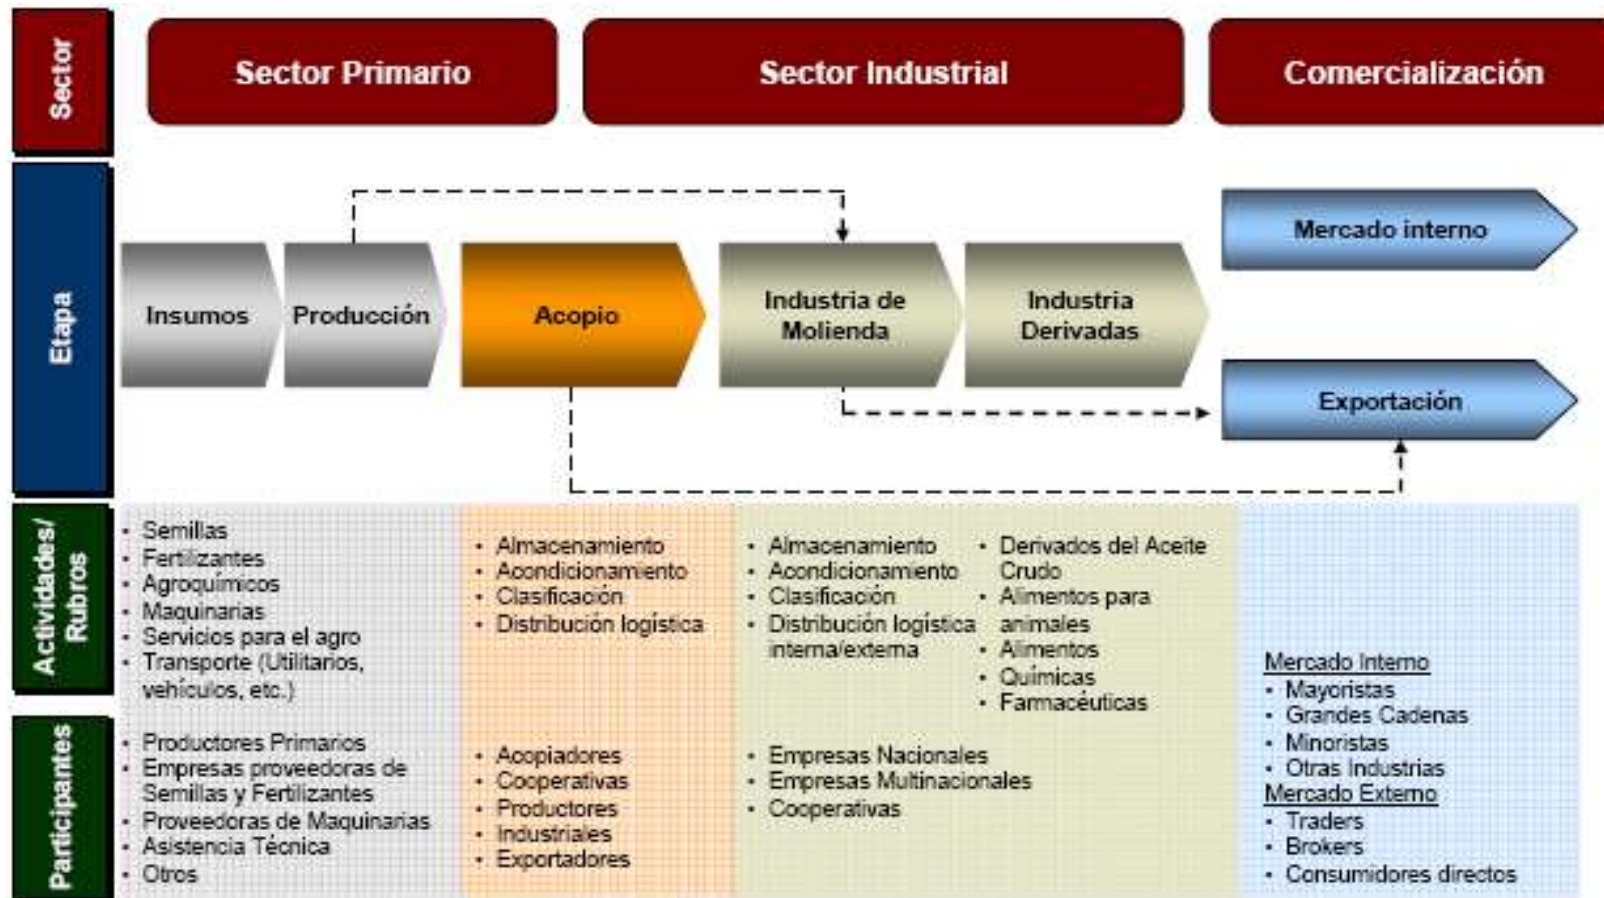 Sector
Sector Primario
Sector Industrial
Comercialización
Etapa
Insumos
Producción
Acopio
Industria de
Molienda
Industria
Derivadas
Mercado interno
Exportación
Actividades/
Rubros
• Semillas
• Fertilizantes
• Agroquímicos
• Maquinarias
• Servicios para el agro
• Transporte (Utilitarios,
vehículos, etc.)
• Almacenamiento
• Acondicionamiento
• Clasificación
• Distribución logística
• Almacenamiento
• Acondicionamiento
• Clasificación
• Distribución logística
interna/externa
• Derivados del Aceite
Crudo
• Alimentos para
animales
• Alimentos
• Químicas
• Farmacéuticas
Participantes
• Productores Primarios
• Empresas proveedoras de
Semillas y Fertilizantes
• Proveedoras de Maquinarias
• Asistencia Técnica
• Otros
• Acopiadores
• Cooperativas
• Productores
• Industriales
• Exportadores
• Empresas Nacionales
• Empresas Multinacionales
• Cooperativas
Mercado Interno
• Mayoristas
• Grandes Cadenas
• Minoristas
• Otras Industrias
Mercado Externo
• Traders
• Brokers
• Consumidores directos